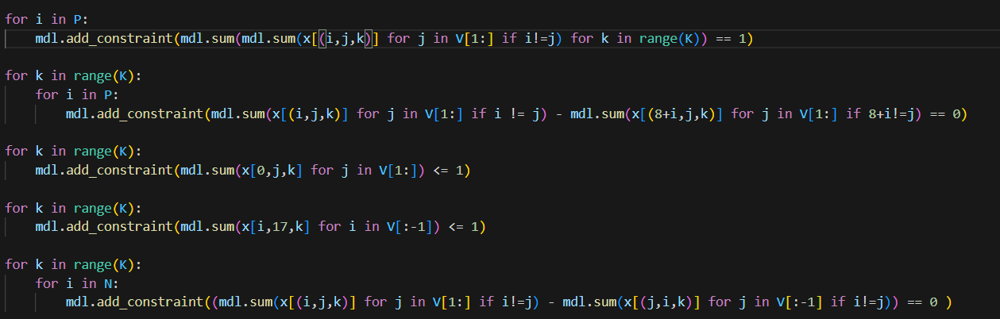 for i in P:
    mdl.add_constraint(mdl.sum(mdl.sum(x[(i,j,k)] for j in V[1:] if i!=j) for k in range(K)) == 1)
for k in range(K):
    for i in P:
        mdl.add_constraint(mdl.sum(x[(i,j,k)] for j in V[1:] if i != j) - mdl.sum(x[(8+i,j,k)] for j in V[1:] if 8+i!=j) == 0)
for k in range(K):
    mdl.add_constraint(mdl.sum(x[0,j,k] for j in V[1:]) <= 1)
for k in range(K):
    mdl.add_constraint(mdl.sum(x[i,17,k] for i in V[:-1]) <= 1)
for k in range(K):
    for i in N:
        mdl.add_constraint((mdl.sum(x[(i,j,k)] for j in V[1:] if i!=j) - mdl.sum(x[(j,i,k)] for j in V[:-1] if i!=j)) == 0 )